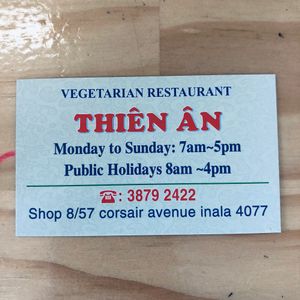 VEGETARIAN RESTAURANT
THIÊN ÂN
Monday to Sunday: 7am~5pm
Public Holidays 8am ~4pm
☎: 3879 2422
Shop 8/57 corsair avenue inala 4077